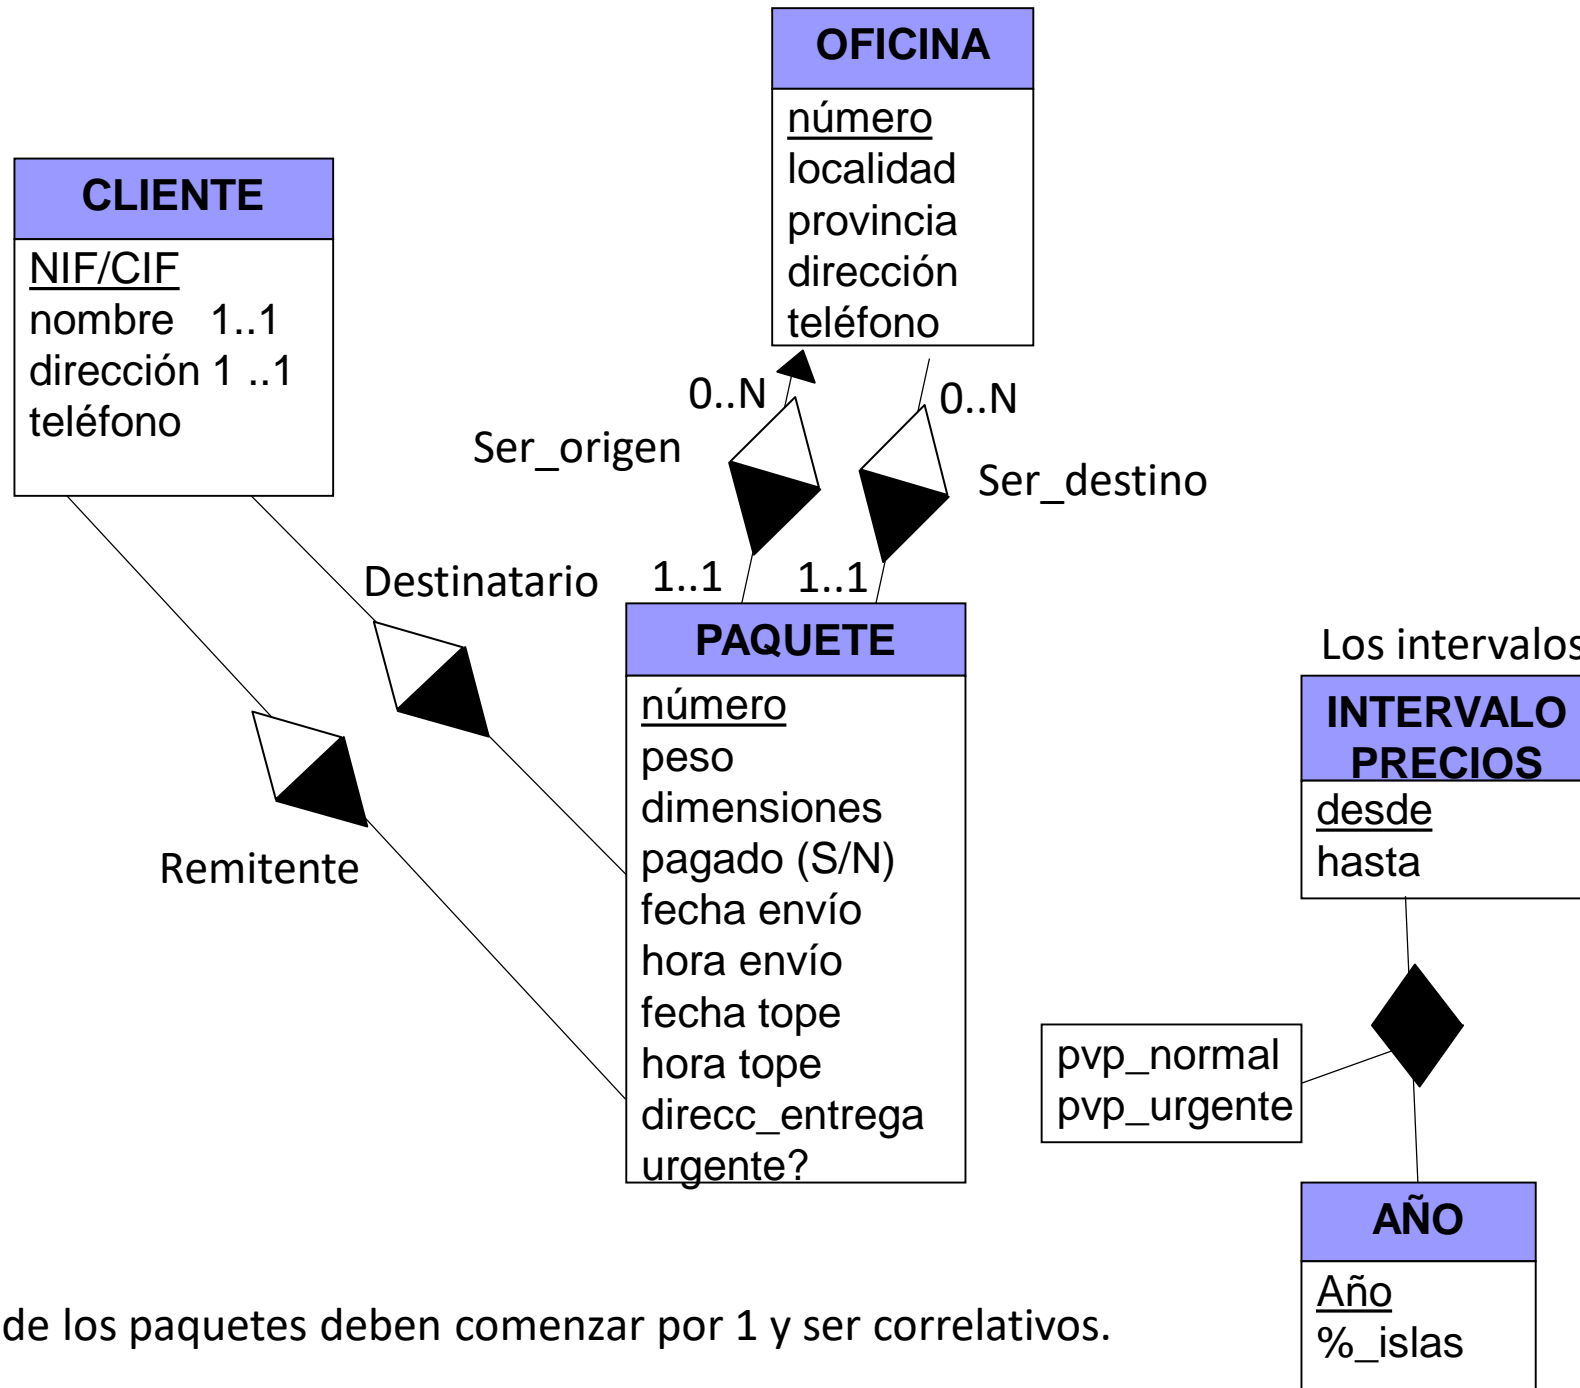 OFICINA
número
localidad
provincia
dirección
teléfono
CLIENTE
NIF/CIF
nombre 1..1
dirección 1 ..1
teléfono
0..N
0..N
Ser_origen
Ser_destino
Destinatario
1..1
1..1
PAQUETE
número
peso
dimensiones
pagado (S/N)
fecha envío
hora envío
fecha tope
hora tope
direcc_entrega
urgente?
Remitente
Los intervalos
INTERVALO
PRECIOS
desde
hasta
pvp_normal
pvp_urgente
AÑO
Año
%_islas
de los paquetes deben comenzar por 1 y ser correlativos.